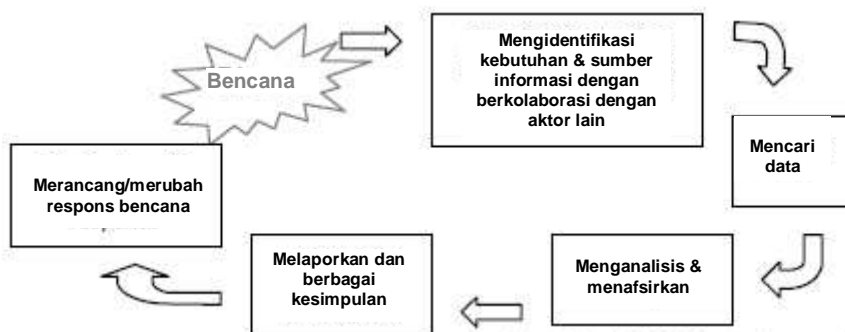 Bencana
Mengidentifikasi
kebutuhan & sumber
informasi dengan
berkolaborasi dengan
aktor lain
Mencari
data
Menganalisis &
menafsirkan
Melaporkan dan
berbagai
kesimpulan
Merancang/merubah
respons bencana